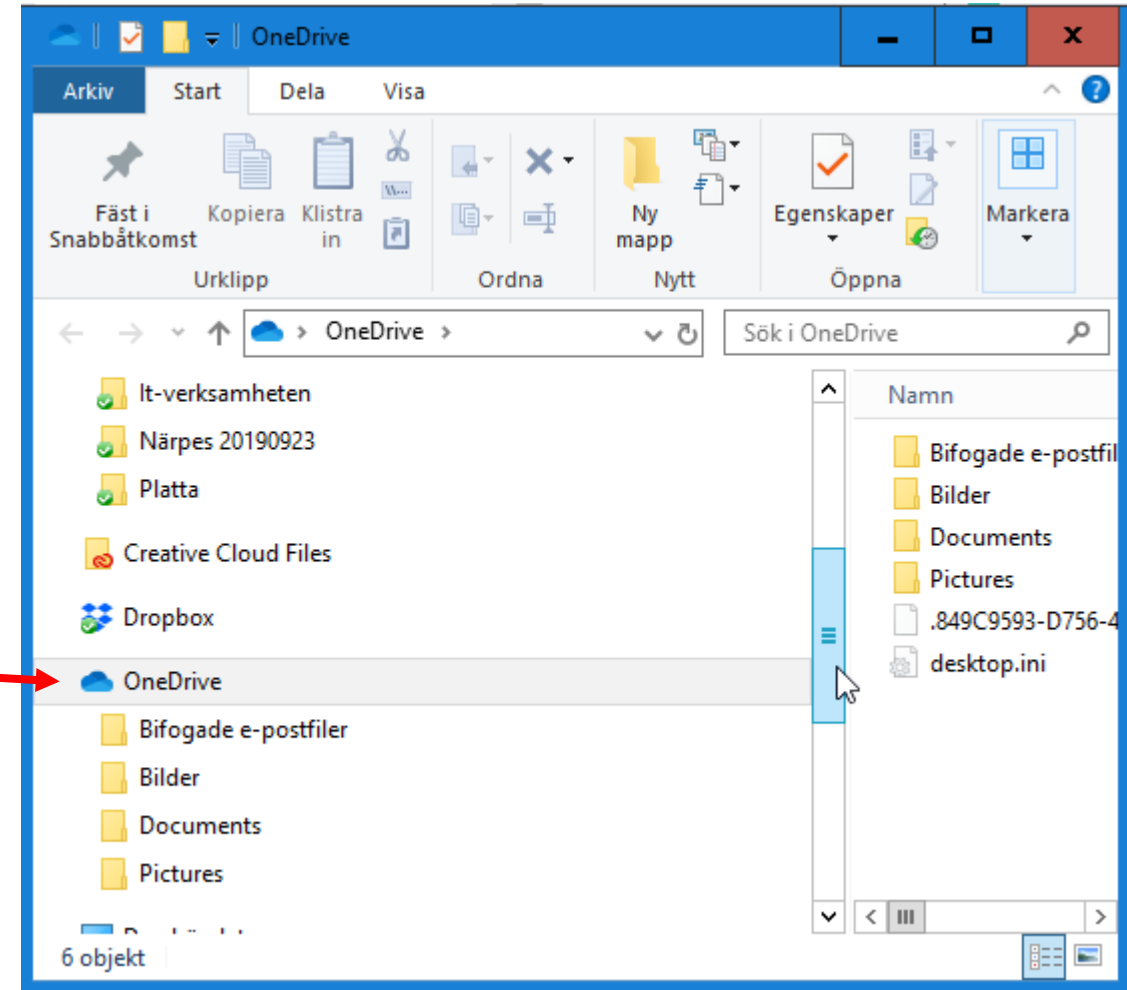 OneDrive
Arkiv Start Dela Visa
Fäst i
Snabbåtkomst
Kopiera
Klistra
in
Ny
mapp
Egenskaper
Markera
Urklipp Ordna Nytt Öppna
OneDrive
Sök i OneDrive
It-verksamheten
Närpes 20190923
Platta
Creative Cloud Files
Dropbox
OneDrive
Bifogade e-postfiler
Bilder
Documents
Pictures
Namn
Bifogade e-postfil
Bilder
Documents
Pictures
.849C9593-D756-4
desktop.ini
6 objekt